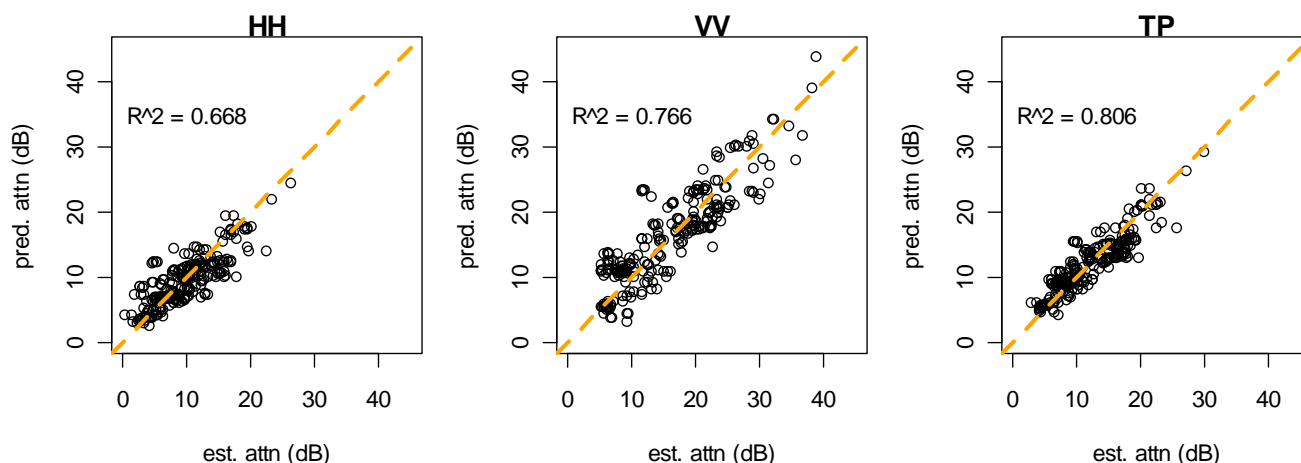 HH
R^2 = 0.668
pred. attn (dB)
40
30
20
10
0
0 10 20 30 40
est. attn (dB)
VV
R^2 = 0.766
pred. attn (dB)
40
30
20
10
0
0 10 20 30 40
est. attn (dB)
TP
R^2 = 0.806
pred. attn (dB)
40
30
20
10
0
0 10 20 30 40
est. attn (dB)